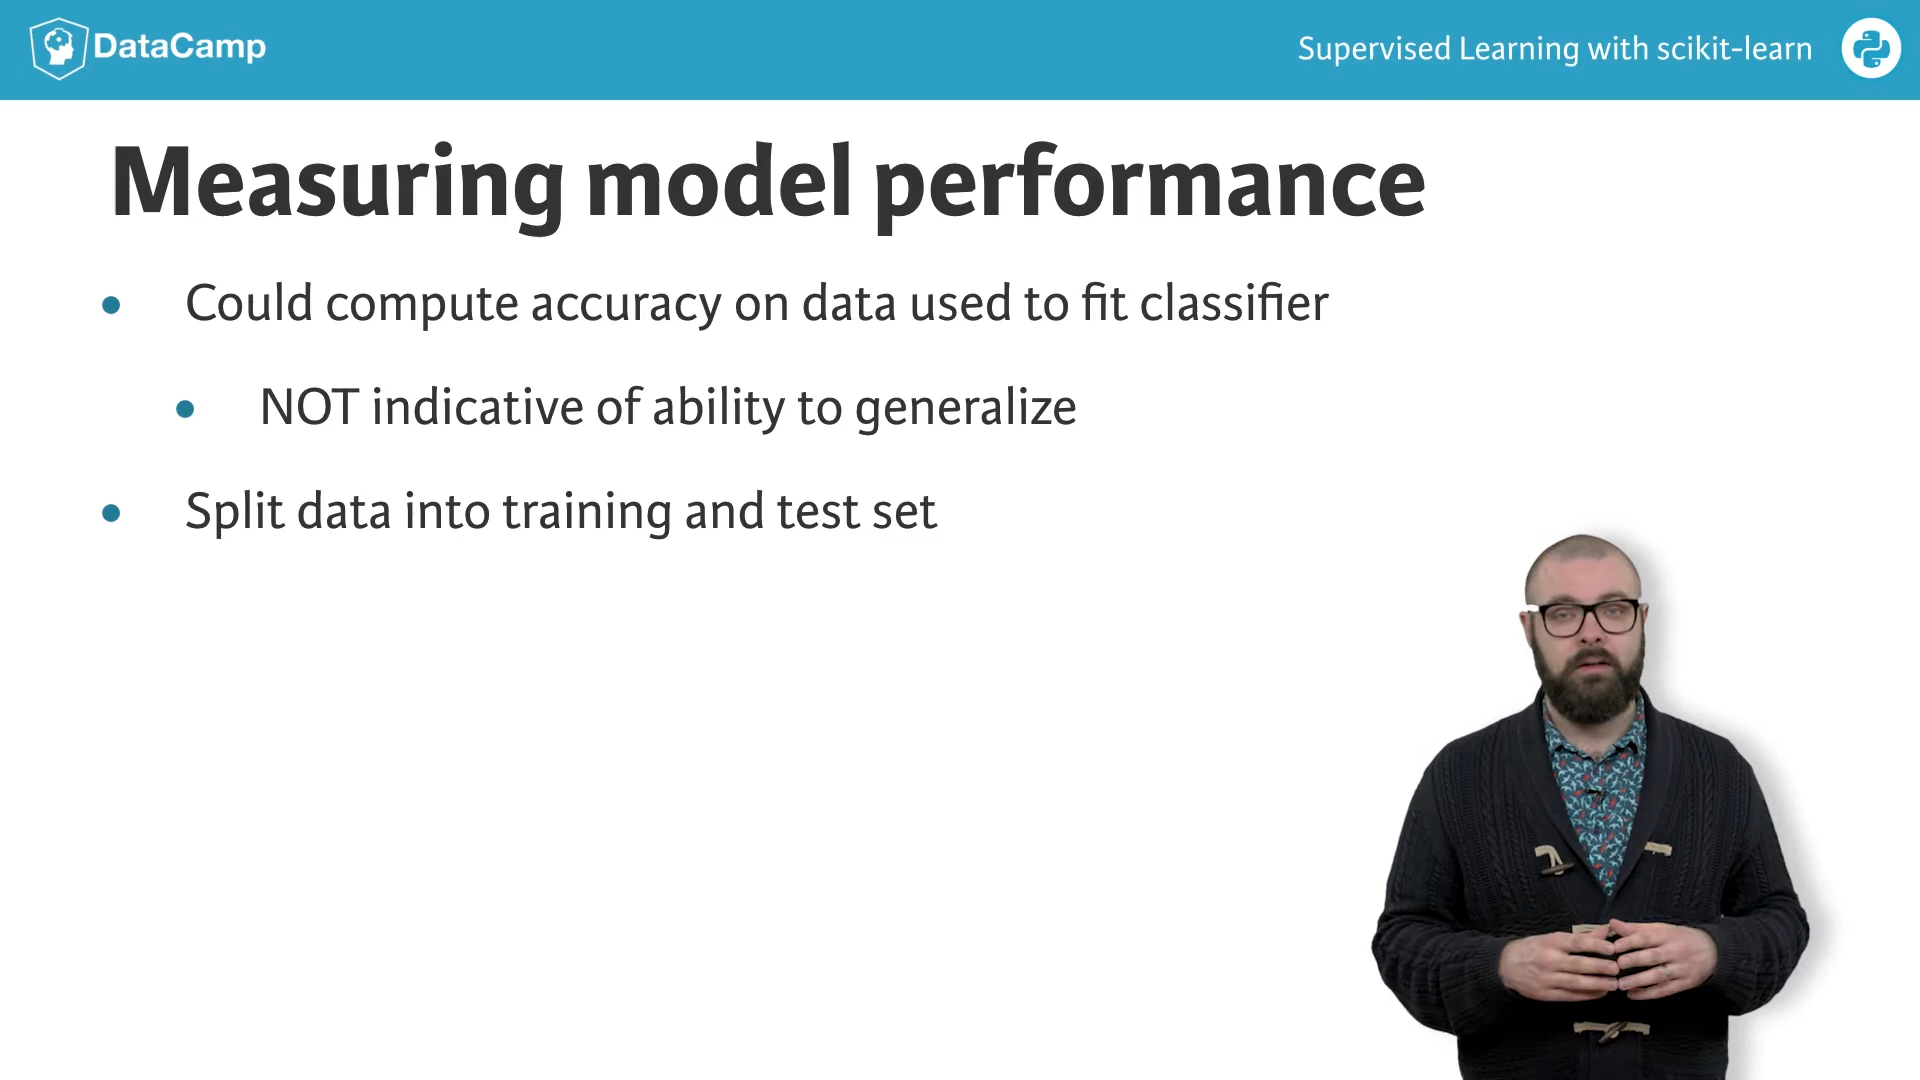 DataCamp
Supervised Learning with scikit-learn
Measuring model performance
Could compute accuracy on data used to fit classifier
NOT indicative of ability to generalize
Split data into training and test set